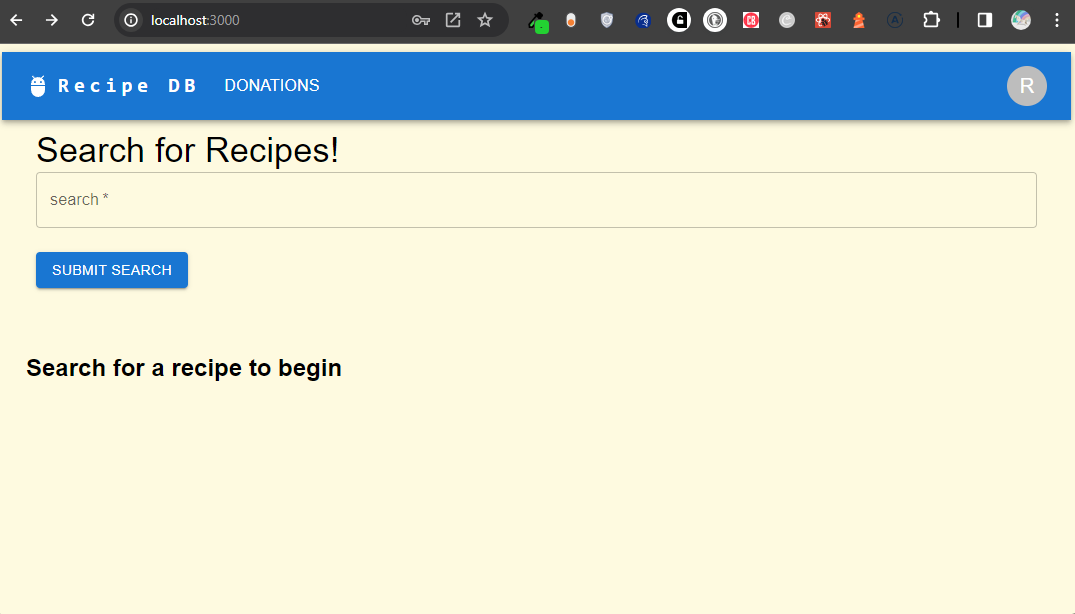 localhost:3000
Recipe DB DONATIONS R
Search for Recipes!
search *
SUBMIT SEARCH
Search for a recipe to begin